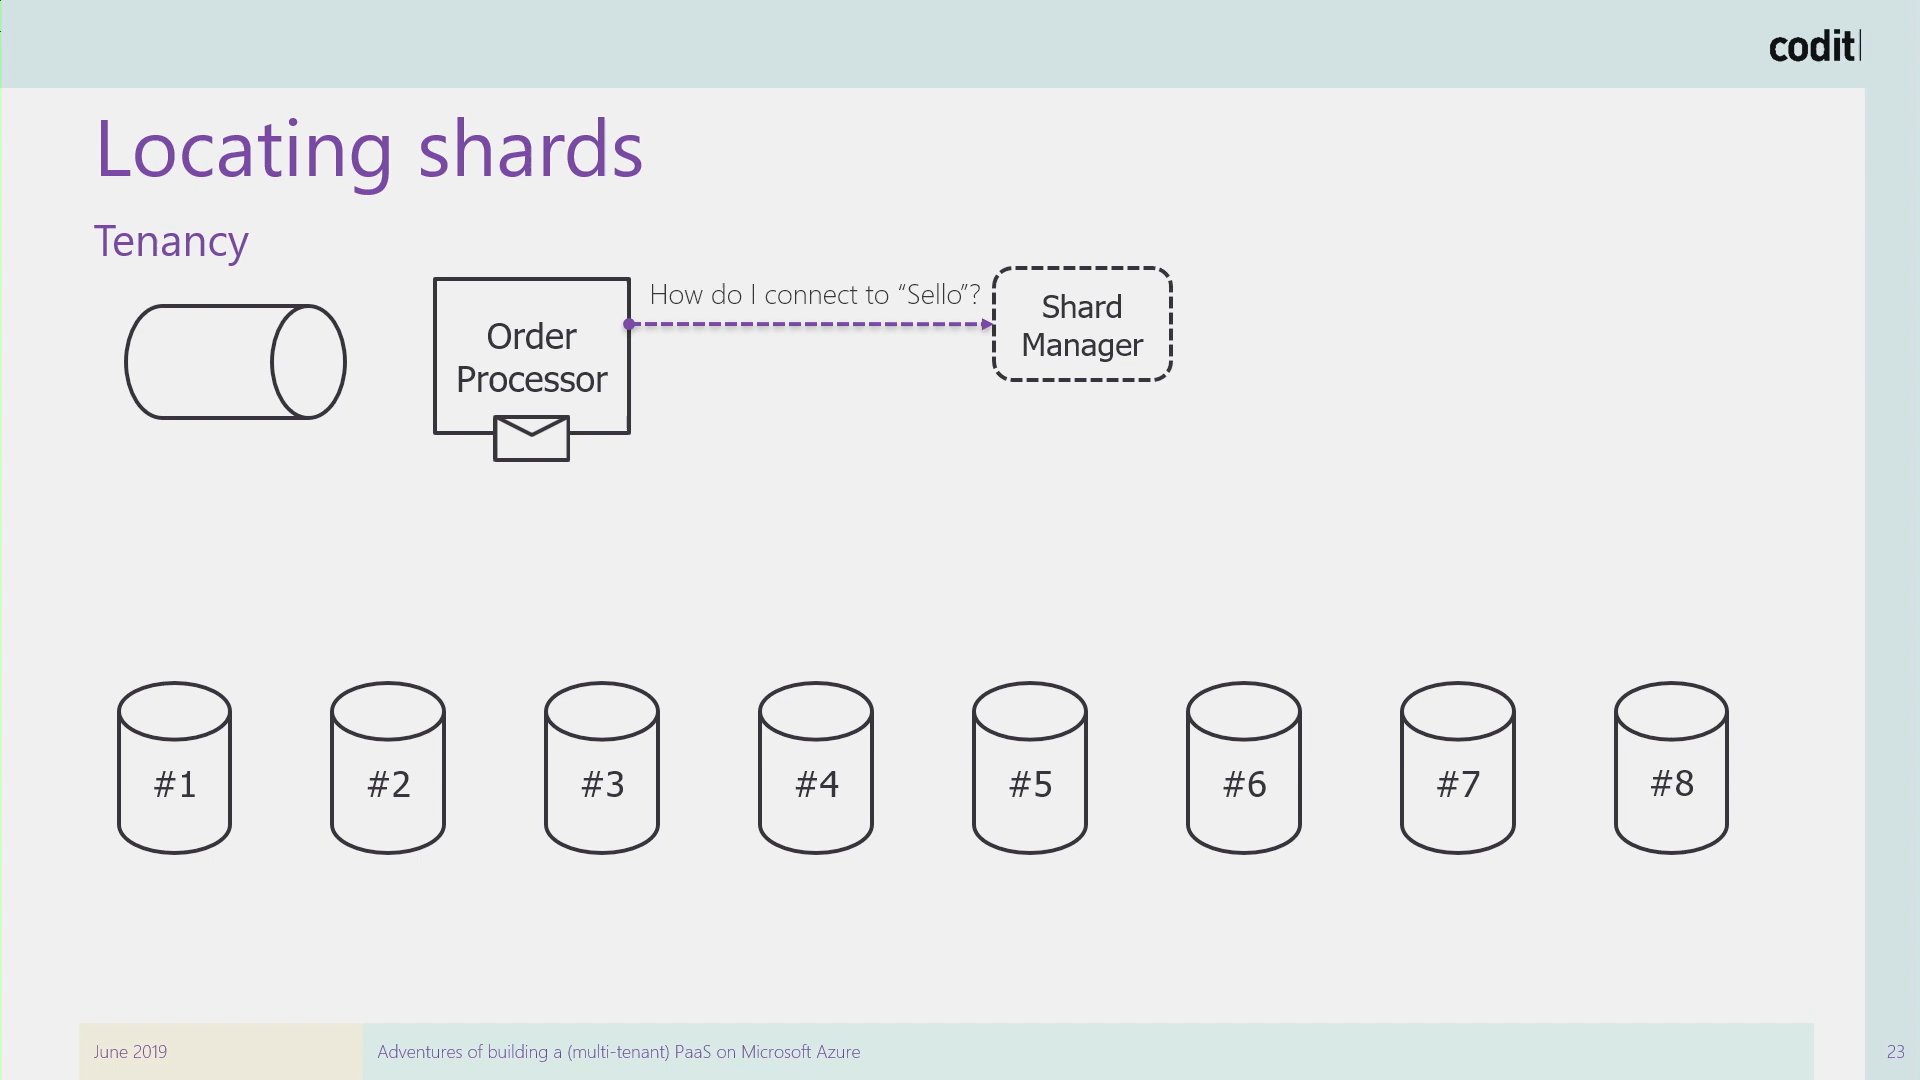 codit
Locating shards
Tenancy
How do I connect to “Sello”?
Order
Processor
Shard
Manager
#1
#2
#3
#4
#5
#6
#7
#8
June 2019
Adventures of building a (multi-tenant) PaaS on Microsoft Azure
23